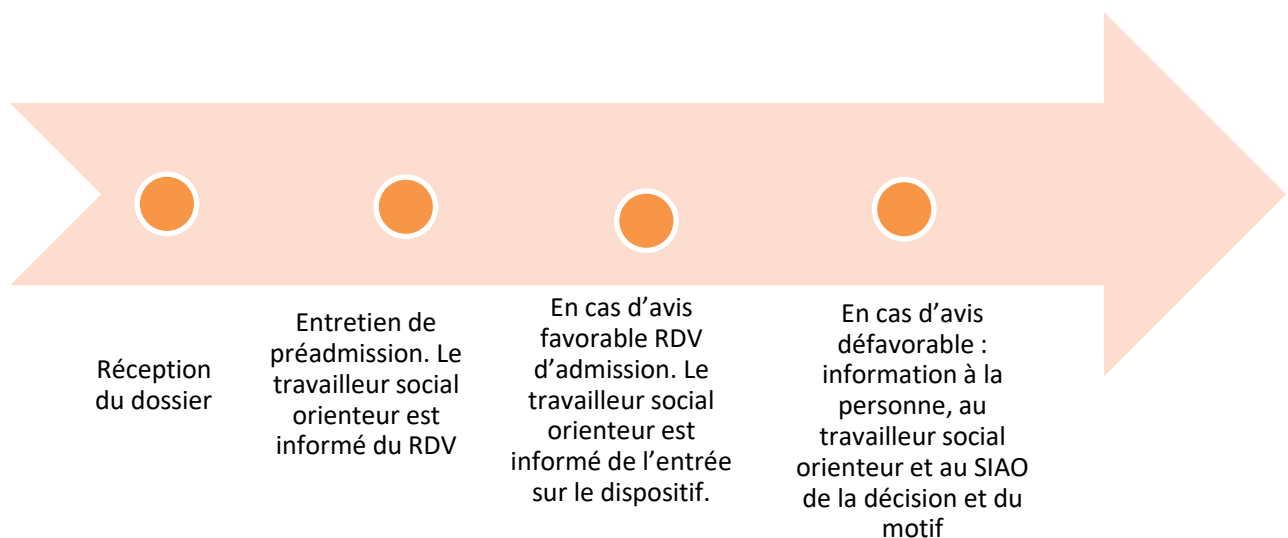 Réception
du dossier
Entretien de
préadmission. Le
travailleur social
orienteur est
informé du RDV
En cas d’avis
favorable RDV
d’admission. Le
travailleur social
orienteur est
informé de l’entrée
sur le dispositif.
En cas d’avis
défavorable :
information à la
personne, au
travailleur social
orienteur et au SIAO
de la décision et du
motif